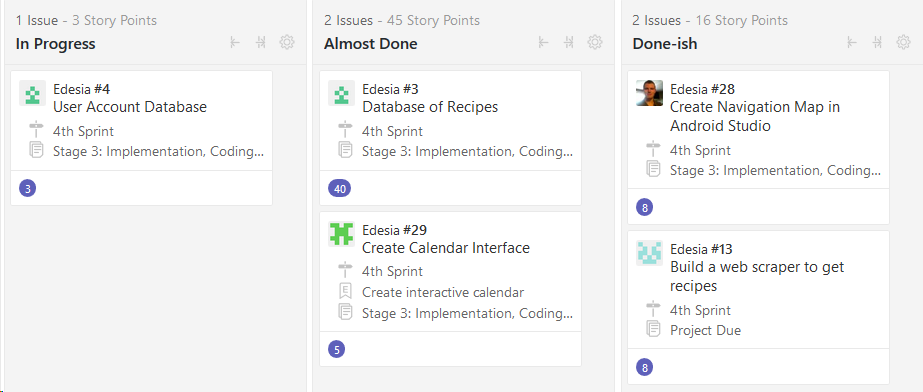 1 Issue - 3 Story Points
In Progress
Edesia #4
User Account Database
4th Sprint
Stage 3: Implementation, Coding...
3
2 Issues - 45 Story Points
Almost Done
Edesia #3
Database of Recipes
4th Sprint
Stage 3: Implementation, Coding...
40
Edesia #29
Create Calendar Interface
4th Sprint
Create interactive calendar
Stage 3: Implementation, Coding...
5
2 Issues - 16 Story Points
Done-ish
Edesia #28
Create Navigation Map in
Android Studio
4th Sprint
Stage 3: Implementation, Coding...
8
Edesia #13
Build a web scraper to get
recipes
4th Sprint
Project Due
8